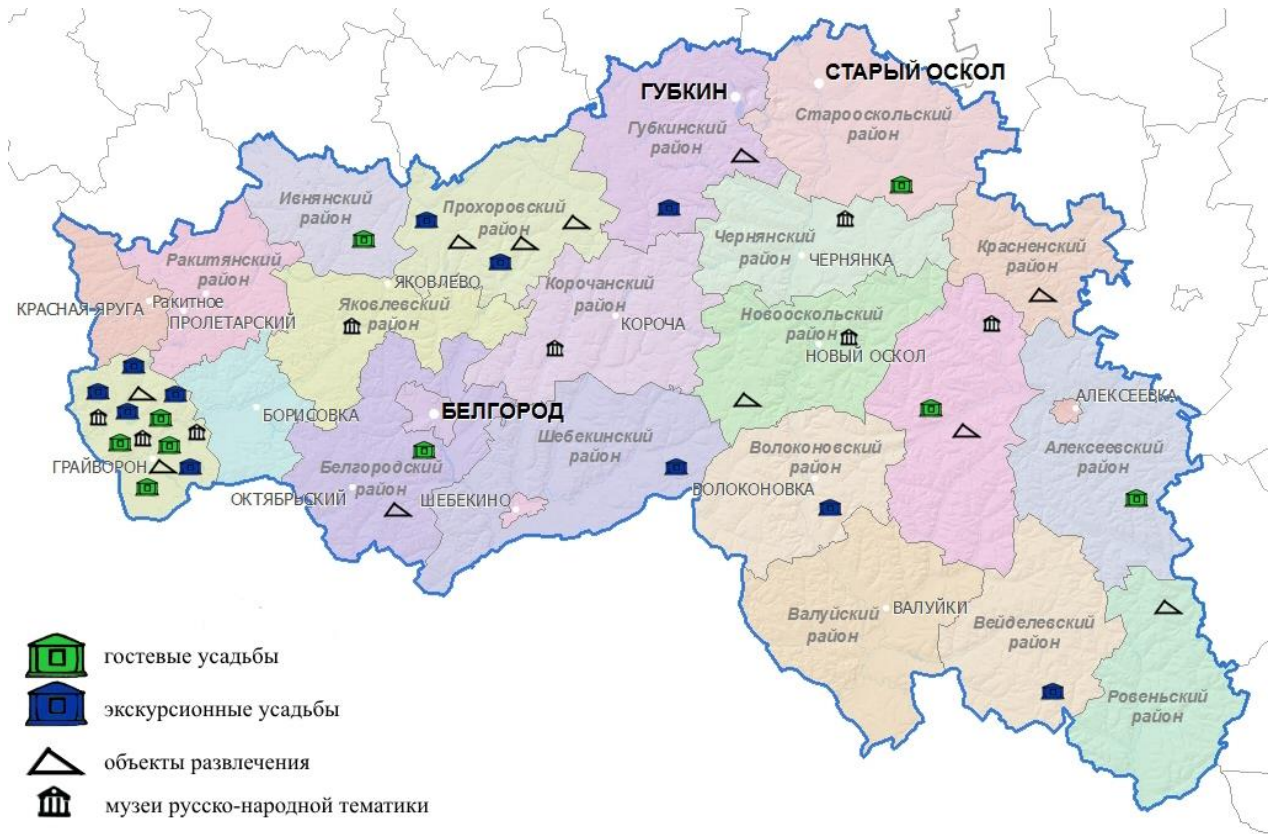 СТАРЫЙ ОСКОЛ
ГУБКИН
Старооскольский
район
Губкинский
район
Ивнянский
район
Прохоровский
район
Чернянский
район
ЧЕРНЯНКА
Красненский
район
Ракитянский
район
ЯКОВЛЕВО
Корочанский
район
КРАСНАЯ ЯРУГА
Ракитное
ПРОЛЕТАРСКИЙ
Яковлевский
район
КОРОЧА
Новооскольский
район
НОВЫЙ ОСКОЛ
БОРИСОВКА
БЕЛГОРОД
АЛЕКСЕЕВКА
Шебекинский
район
Волоконовский
район
Алексеевский
район
ГРАЙВОРОН
Белгородский
район
ОКТЯБРЬСКИЙ
ШЕБЕКИНО
ВОЛОКОНОВКА
Валуйский
район
ВАЛУЙКИ
Вейделевский
район
Ровеньский
район
гостевые усадьбы
экскурсионные усадьбы
объекты развлечения
музеи русско-народной тематики